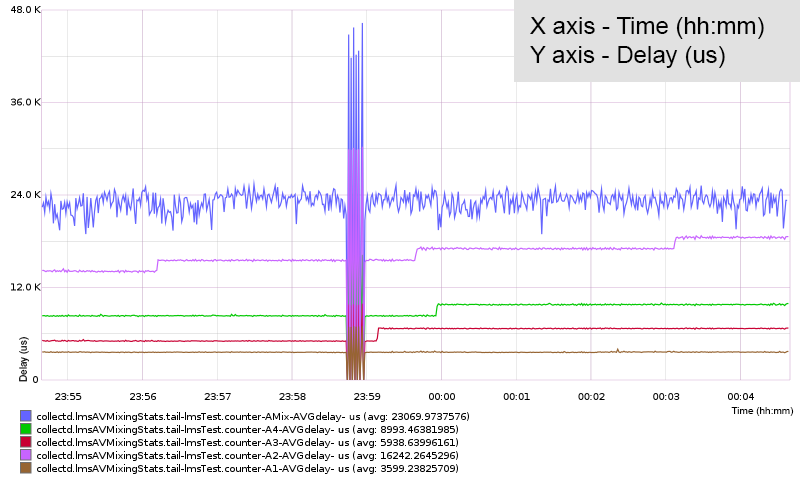 48.0 K
X axis - Time (hh:mm)
Y axis - Delay (us)
36.0 K
24.0 K
12.0 K
Delay (us)
0
23:55 23:56 23:57 23:58 23:59 00:00 00:01 00:02 00:03 00:04
Time (hh:mm)
collectd.lmsAVMixingStats.tail-lmsTest.counter-AMix-AVGdelay- us (avg: 23069.9737576)
collectd.lmsAVMixingStats.tail-lmsTest.counter-A4-AVGdelay- us (avg: 8993.46381985)
collectd.lmsAVMixingStats.tail-lmsTest.counter-A3-AVGdelay- us (avg: 5938.63996161)
collectd.lmsAVMixingStats.tail-lmsTest.counter-A2-AVGdelay- us (avg: 16242.2645296)
collectd.lmsAVMixingStats.tail-lmsTest.counter-A1-AVGdelay- us (avg: 3599.23825709)